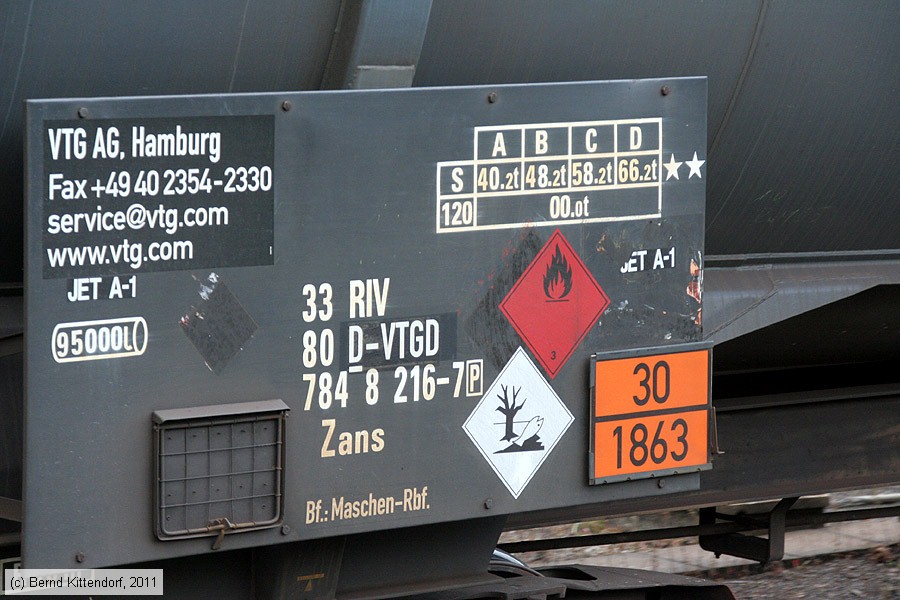 VTG AG, Hamburg
Fax +49 40 2354-2330
service@vtg.com
www.vtg.com
JET A-1
95000L
A B C D
S 40.2t 48.2t 58.2t 66.2t ★★
120 00.0t
JET A-1
33 RIV
80 D-VTGD
784 8 216-7 P
Zans
3
30
1863
Bf.: Maschen-Rbf.
(c) Bernd Kittendorf, 2011